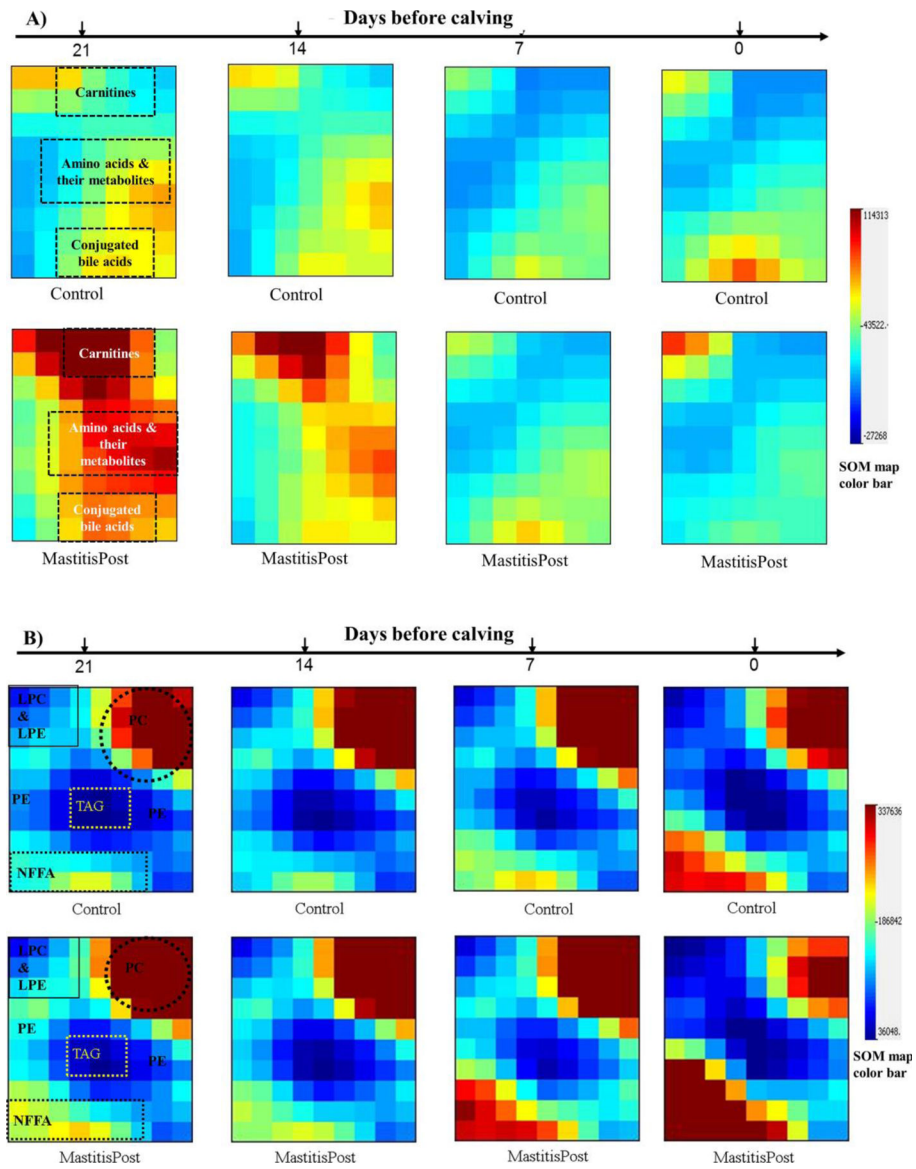 A)
Days before calving
21
14
7
0
Carnitines
Amino acids &
their metabolites
Conjugated
bile acids
Control
Control
Control
Control
114313
43522.
-27268
SOM map
color bar
Carnitines
Amino acids &
their
metabolites
Conjugated
bile acids
MastitisPost
MastitisPost
MastitisPost
MastitisPost
B)
Days before calving
21
14
7
0
LPC
&
LPE
PC
PE
TAG
PE
NFFA
Control
Control
Control
Control
337636
186842
36048.
SOM map
color bar
LPC
&
LPE
PC
PE
TAG
PE
NFFA
MastitisPost
MastitisPost
MastitisPost
MastitisPost